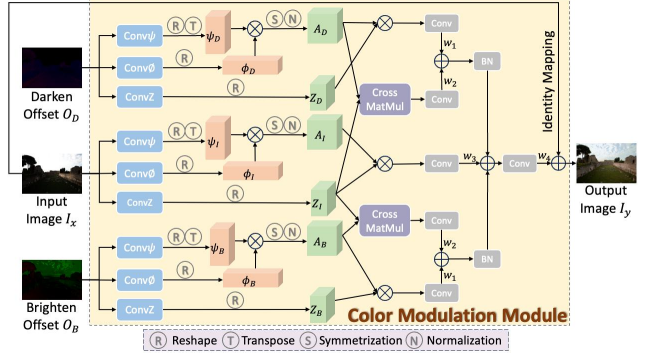 Convψ
R T
ψ_D
S N
A_D
w_1
Conv
BN
ConvØ
R
ϕ_D
ConvZ
R
Z_D
Cross
MatMul
w_2
Conv
Darken
Offset O_D
Identity Mapping
Convψ
R T
ψ_I
S N
A_I
ConvØ
R
ϕ_I
Conv
w_3
Conv
w_4
Input
Image I_x
ConvZ
R
Z_I
Output
Image I_y
Cross
MatMul
Conv
w_2
BN
Convψ
R T
ψ_B
S N
A_B
ConvØ
R
ϕ_B
w_1
Conv
Brighten
Offset O_B
ConvZ
R
Z_B
Color Modulation Module
R Reshape T Transpose S Symmetrization N Normalization